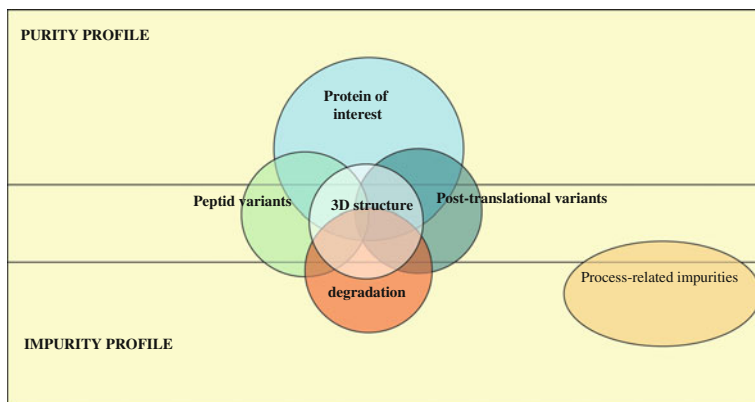 PURITY PROFILE
Protein of
interest
Peptid variants
3D structure
Post-translational variants
degradation
Process-related impurities
IMPURITY PROFILE